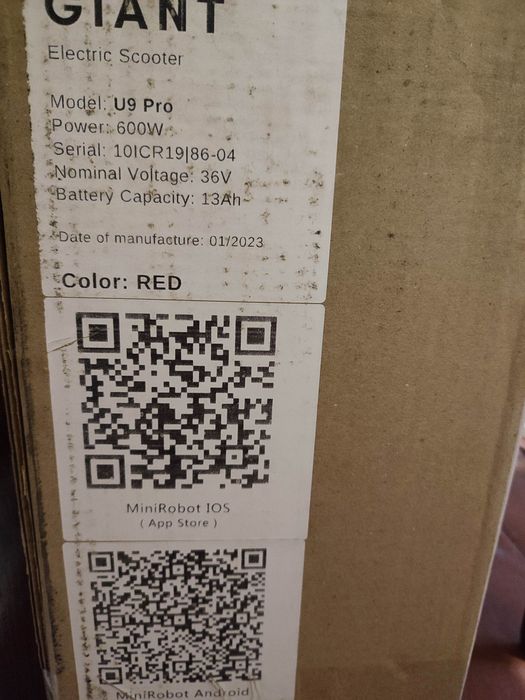 GIANT
Electric Scooter
Model: U9 Pro
Power: 600W
Serial: 10ICR19|86-04
Nominal Voltage: 36V
Battery Capacity: 13Ah
Date of manufacture: 01/2023
Color: RED
MiniRobot IOS
( App Store )
MiniRobot Android